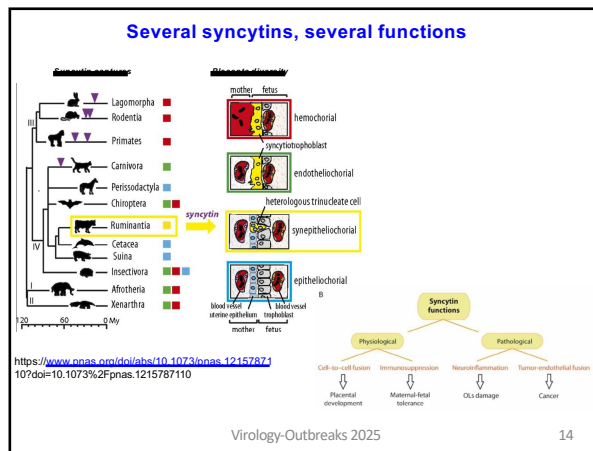 Several syncytins, several functions
Syncytin captures
Placenta diversity
mother fetus
Lagomorpha
Rodentia
III
Primates
Carnivora
Perissodactyla
Chiroptera
Ruminantia
IV
Cetacea
Suina
Insectivora
I
Afrotheria
II
Xenarthra
120 60 0 My
syncytin
hemochorial
syncytiotrophoblast
endotheliochorial
heterologous trinucleate cell
synepitheliochorial
epitheliochorial
blood vessel blood vessel
uterine epithelium trophoblast
mother fetus
B
Syncytin
functions
Physiological Pathological
Cell-to-cell fusion Immunosuppression Neuroinflammation Tumor-endothelial fusion
Placental
development
Maternal-fetal
tolerance
OLs damage
Cancer
https://www.pnas.org/doi/abs/10.1073/pnas.12157871
10?doi=10.1073%2Fpnas.1215787110
Virology-Outbreaks 2025
14